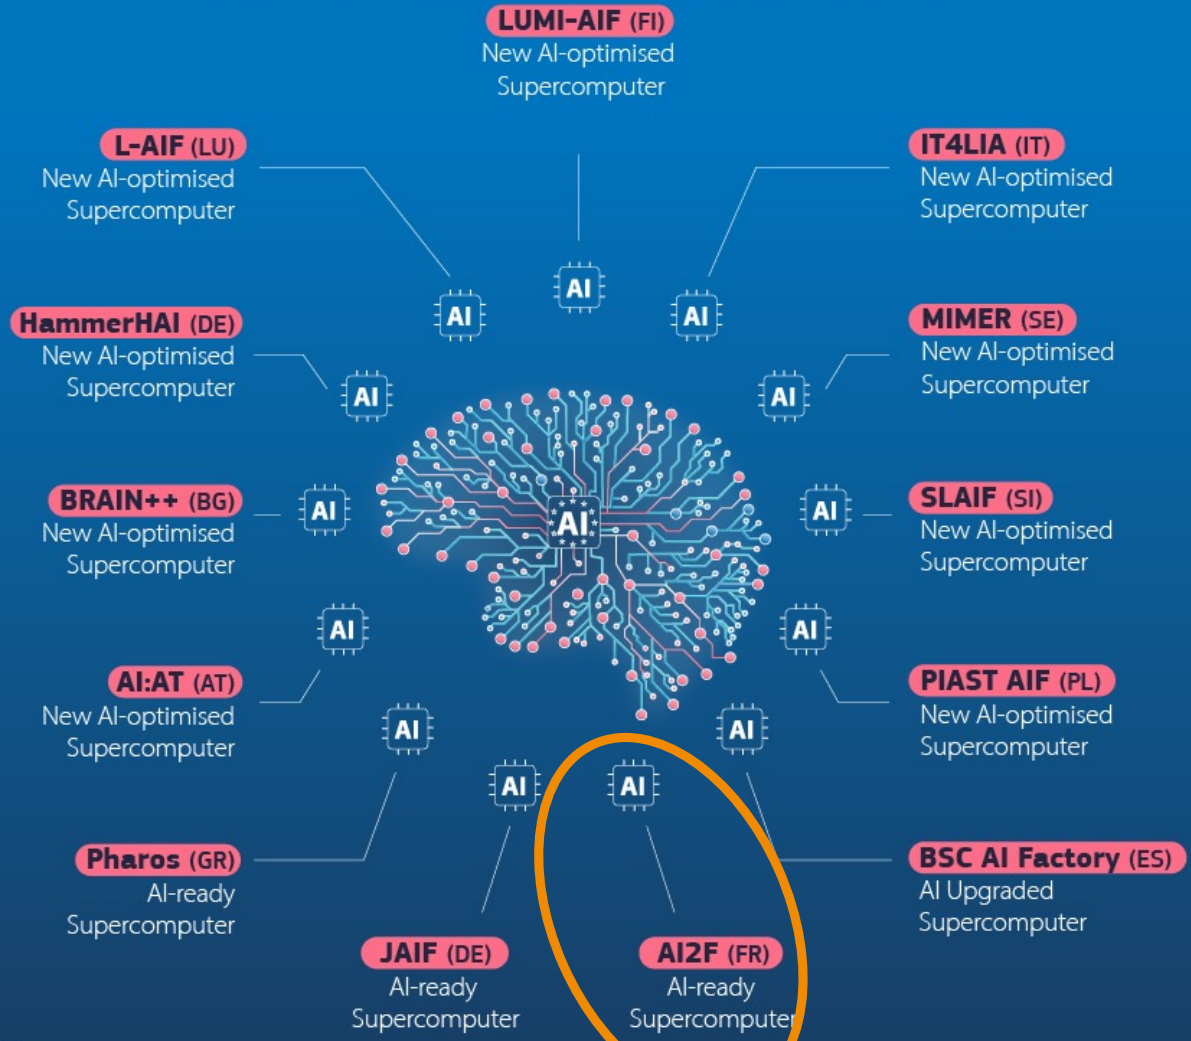 LUMI-AIF (FI)
New AI-optimised
Supercomputer
L-AIF (LU)
New AI-optimised
Supercomputer
IT4LIA (IT)
New AI-optimised
Supercomputer
AI
AI
AI
HammerHAI (DE)
New AI-optimised
Supercomputer
MIMER (SE)
New AI-optimised
Supercomputer
AI
AI
BRAIN++ (BG)
New AI-optimised
Supercomputer
AI
AI
AI
SLAIF (SI)
New AI-optimised
Supercomputer
AI
AI
AI:AT (AT)
New AI-optimised
Supercomputer
PIAST AIF (PL)
New AI-optimised
Supercomputer
AI
AI
AI
AI
Pharos (GR)
AI-ready
Supercomputer
BSC AI Factory (ES)
AI Upgraded
Supercomputer
JAIF (DE)
AI-ready
Supercomputer
AI2F (FR)
AI-ready
Supercomputer